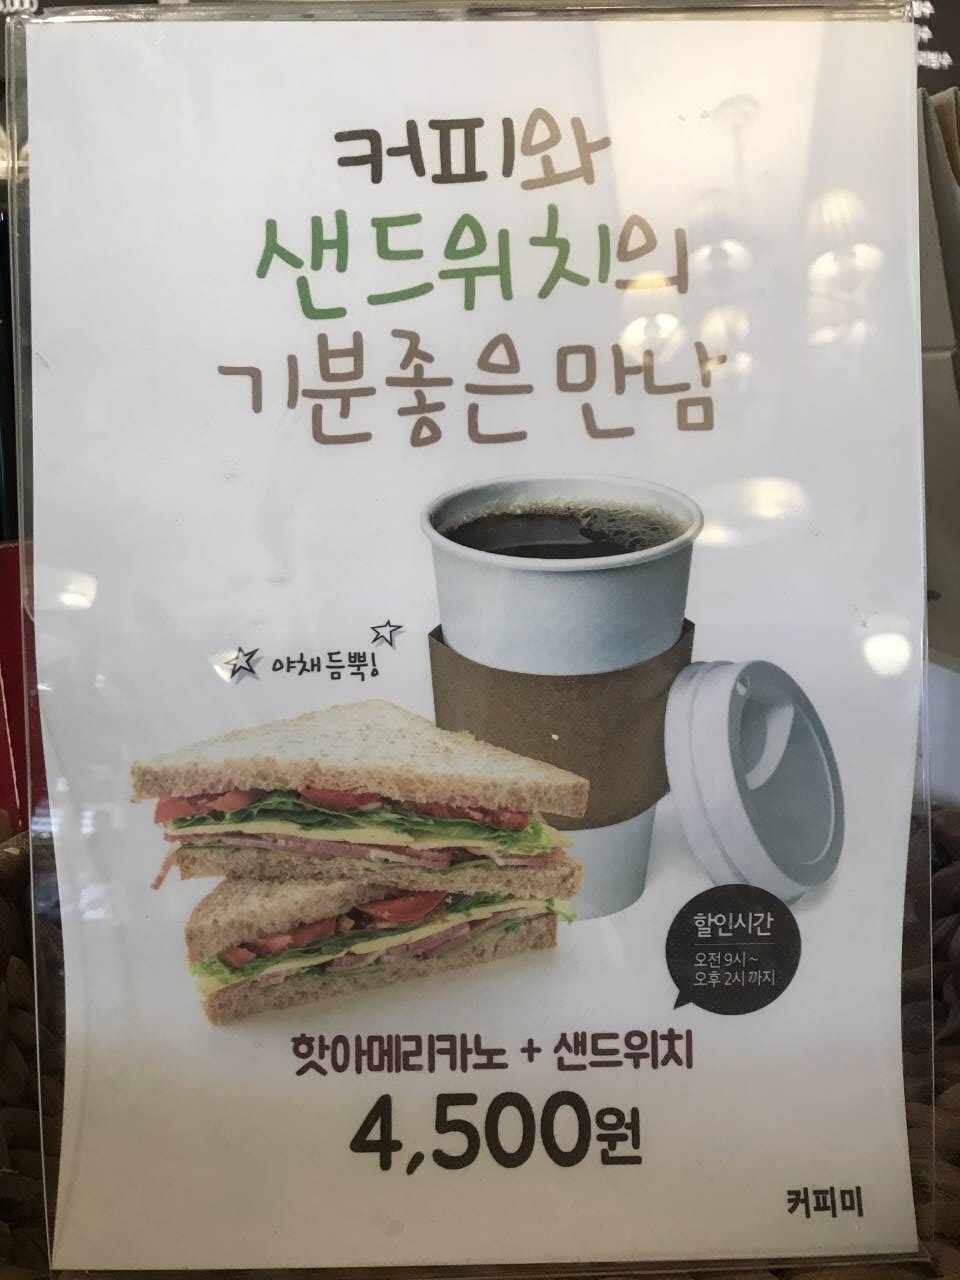 커피와
샌드위치의
기분좋은 만남
야채듬뿍!
할인시간
오전 9시~
오후 2시까지
핫아메리카노 + 샌드위치
4,500원
커피미